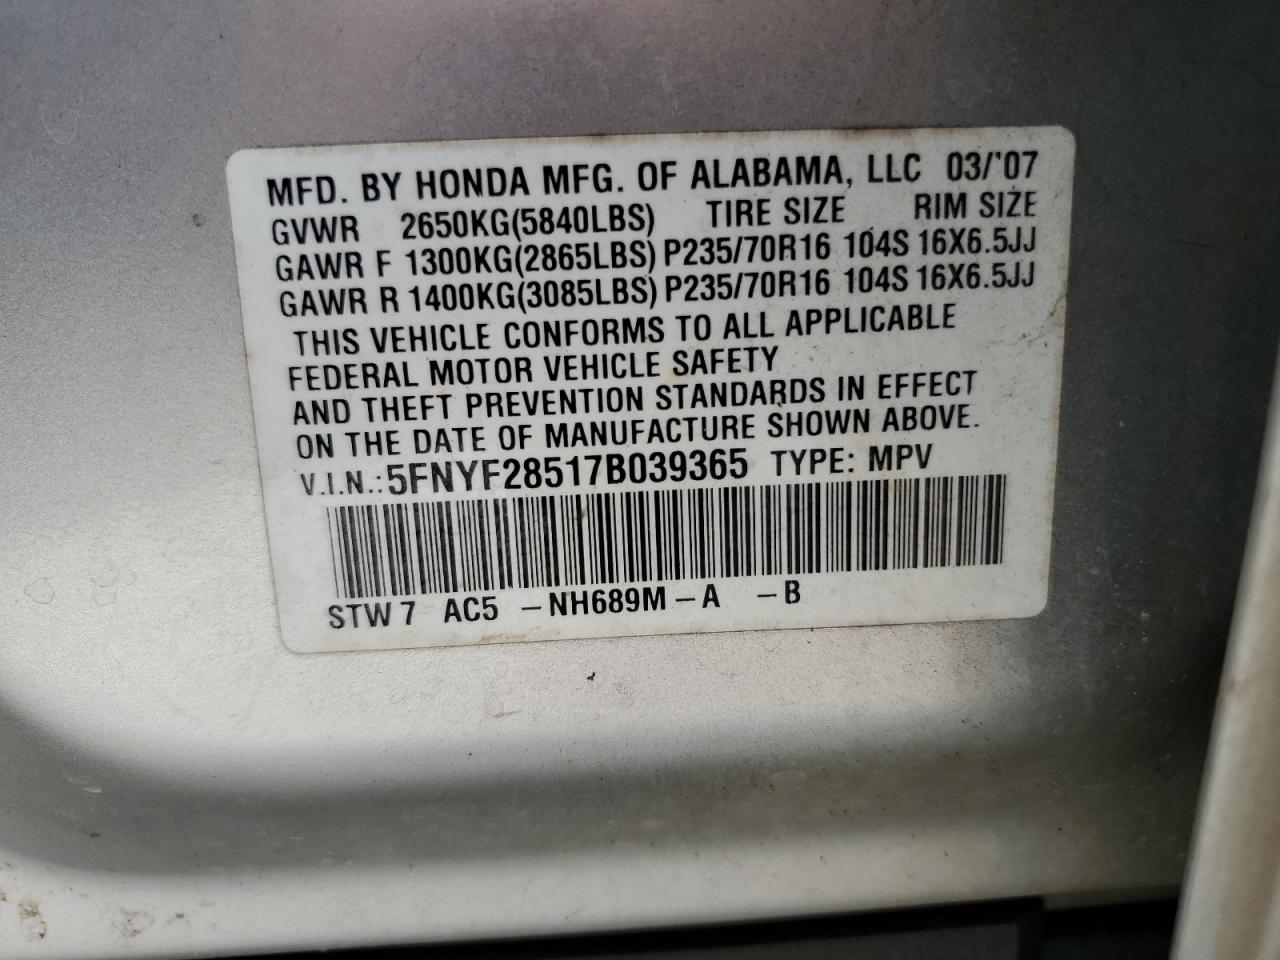 MFD. BY HONDA MFG. OF ALABAMA, LLC 03/'07
GVWR 2650KG(5840LBS) TIRE SIZE RIM SIZE
GAWR F 1300KG(2865LBS) P235/70R16 104S 16X6.5JJ
GAWR R 1400KG(3085LBS) P235/70R16 104S 16X6.5JJ
THIS VEHICLE CONFORMS TO ALL APPLICABLE
FEDERAL MOTOR VEHICLE SAFETY
AND THEFT PREVENTION STANDARDS IN EFFECT
ON THE DATE OF MANUFACTURE SHOWN ABOVE.
V.I.N.: 5FNYF28517B039365 TYPE: MPV
STW 7 AC5 -NH689M-A -B